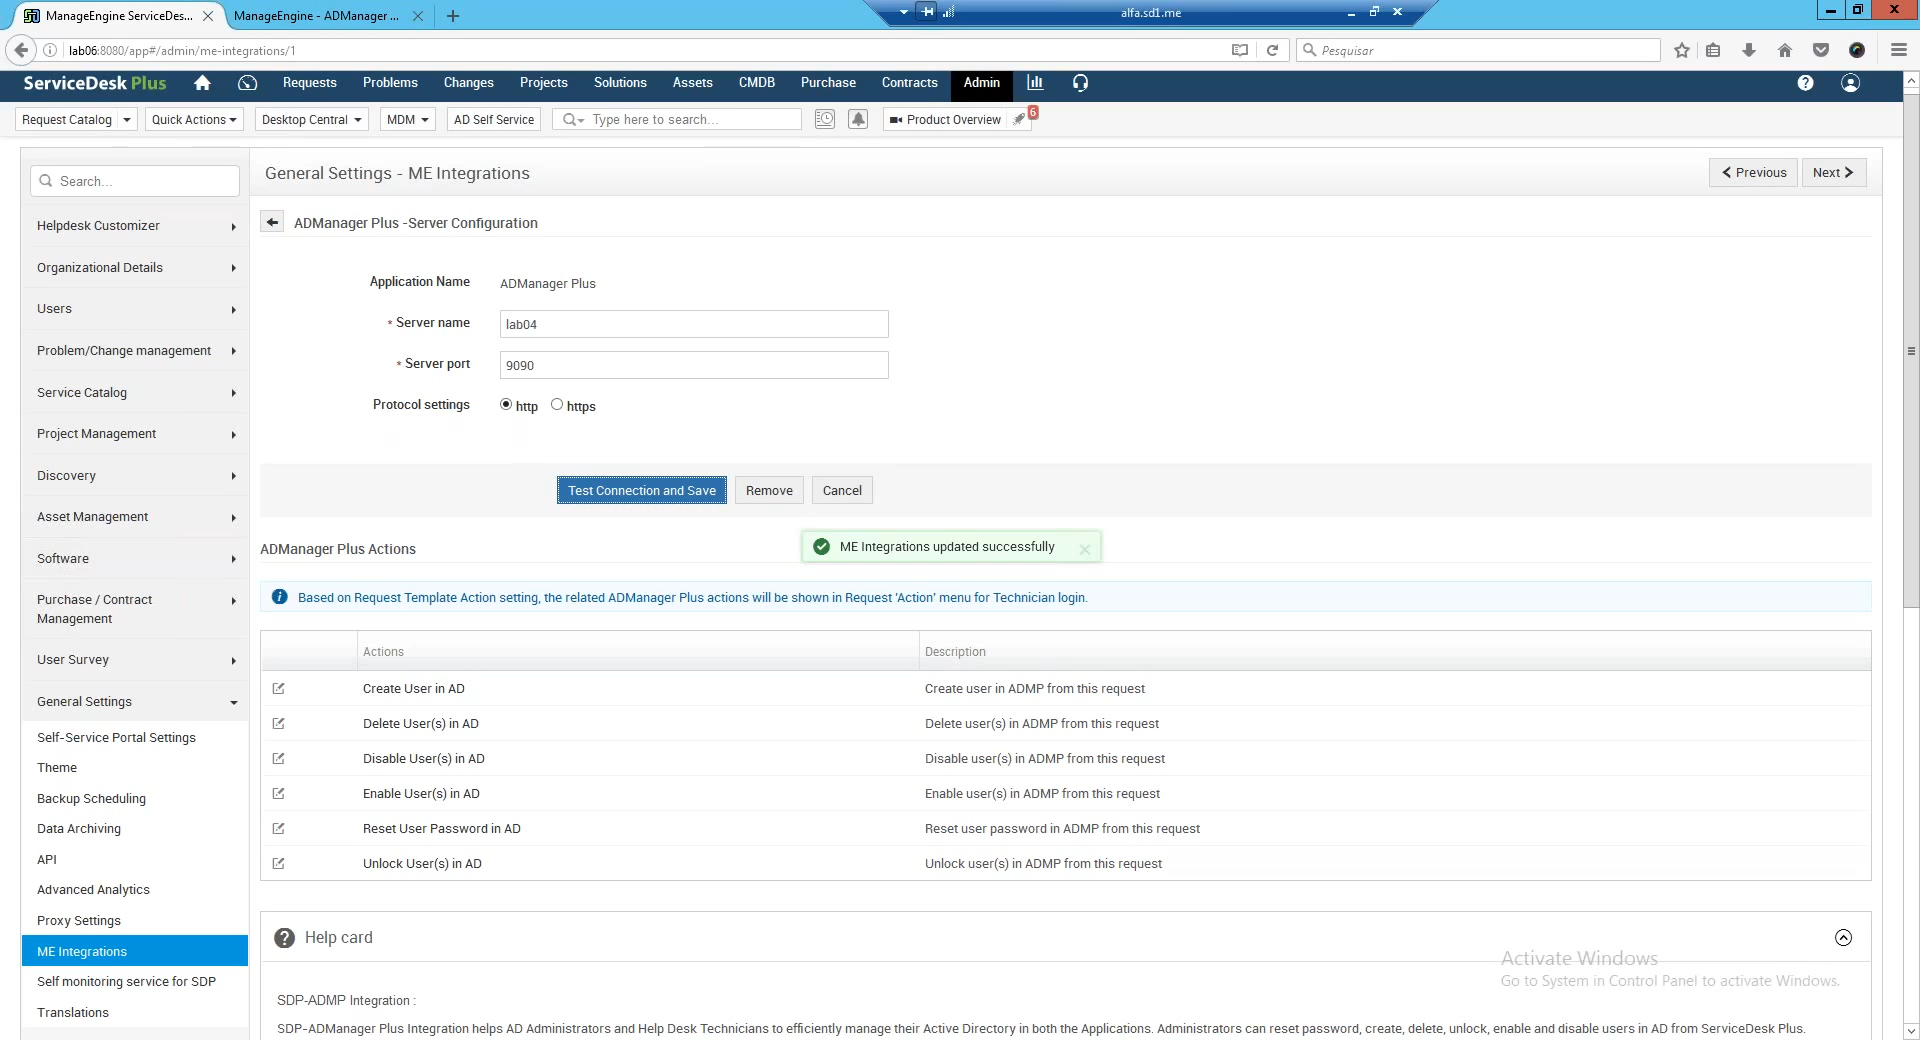 ManageEngine ServiceDes...
ManageEngine - ADManager ...
alfa.sd1.me
lab06:8080/app#/admin/me-integrations/1
Pesquisar
ServiceDesk Plus
Requests
Problems
Changes
Projects
Solutions
Assets
CMDB
Purchase
Contracts
Admin
Request Catalog
Quick Actions
Desktop Central
MDM
AD Self Service
Type here to search...
Product Overview
6
Search...
General Settings - ME Integrations
Previous
Next
Helpdesk Customizer
Organizational Details
Users
Problem/Change management
Service Catalog
Project Management
Discovery
Asset Management
Software
Purchase / Contract
Management
User Survey
General Settings
Self-Service Portal Settings
Theme
Backup Scheduling
Data Archiving
API
Advanced Analytics
Proxy Settings
ME Integrations
Self monitoring service for SDP
Translations
ADManager Plus -Server Configuration
Application Name ADManager Plus
* Server name lab04
* Server port 9090
Protocol settings http https
Test Connection and Save Remove Cancel
ADManager Plus Actions
ME Integrations updated successfully
Based on Request Template Action setting, the related ADManager Plus actions will be shown in Request 'Action' menu for Technician login.
Actions Description
Create User in AD Create user in ADMP from this request
Delete User(s) in AD Delete user(s) in ADMP from this request
Disable User(s) in AD Disable user(s) in ADMP from this request
Enable User(s) in AD Enable user(s) in ADMP from this request
Reset User Password in AD Reset user password in ADMP from this request
Unlock User(s) in AD Unlock user(s) in ADMP from this request
Help card
Activate Windows
Go to System in Control Panel to activate Windows.
SDP-ADMP Integration :
SDP-ADManager Plus Integration helps AD Administrators and Help Desk Technicians to efficiently manage their Active Directory in both the Applications. Administrators can reset password, create, delete, unlock, enable and disable users in AD from ServiceDesk Plus.